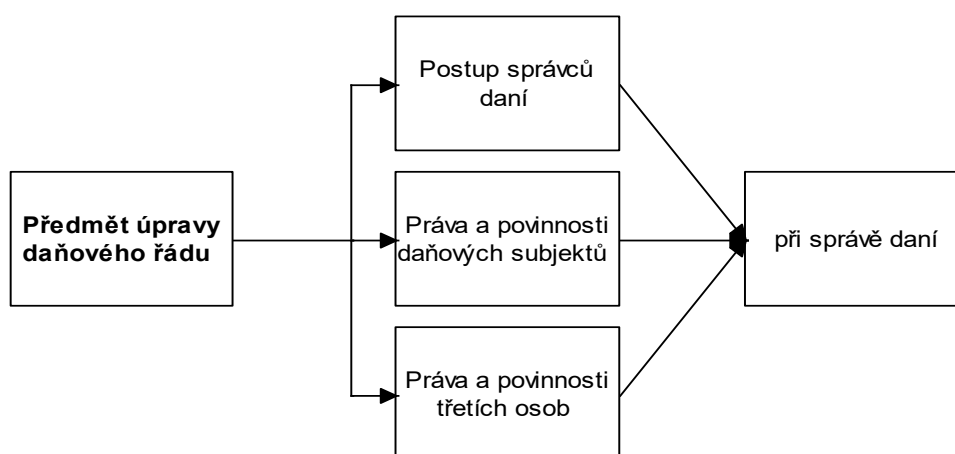 Postup správců
daní
Předmět úpravy
daňového řádu
Práva a povinnosti
daňových subjektů
při správě daní
Práva a povinnosti
třetích osob